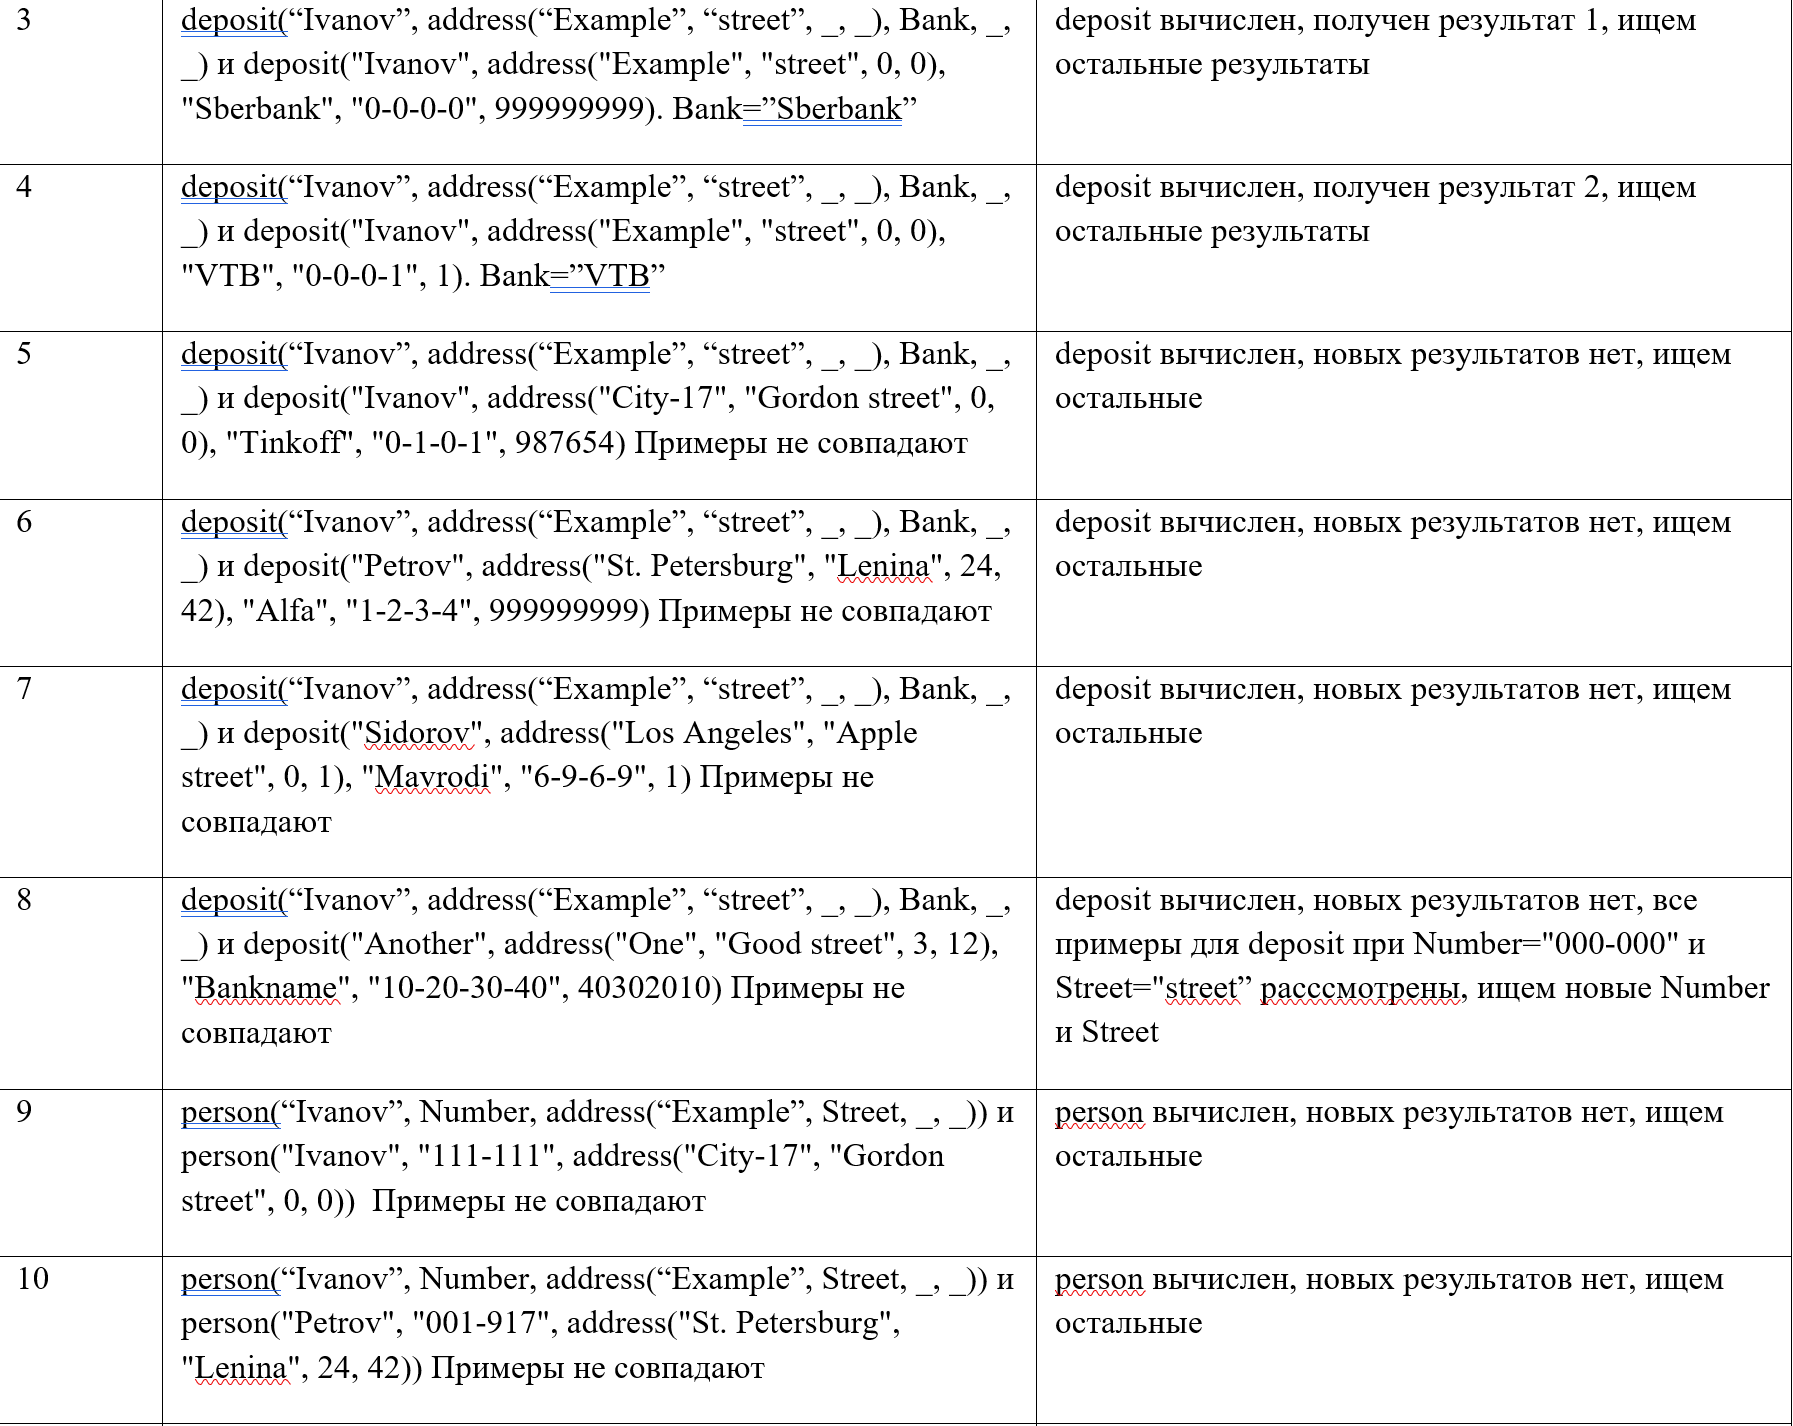 3
deposit(“Ivanov”, address(“Example”, “street”, _, _), Bank, _,
_) и deposit("Ivanov", address("Example", "street", 0, 0),
"Sberbank", "0-0-0-0", 999999999). Bank=”Sberbank”
deposit вычислен, получен результат 1, ищем
остальные результаты
4
deposit(“Ivanov”, address(“Example”, “street”, _, _), Bank, _,
_) и deposit("Ivanov", address("Example", "street", 0, 0),
"VTB", "0-0-0-1", 1). Bank=”VTB”
deposit вычислен, получен результат 2, ищем
остальные результаты
5
deposit(“Ivanov”, address(“Example”, “street”, _, _), Bank, _,
_) и deposit("Ivanov", address("City-17", "Gordon street", 0,
0), "Tinkoff", "0-1-0-1", 987654) Примеры не совпадают
deposit вычислен, новых результатов нет, ищем
остальные
6
deposit(“Ivanov”, address(“Example”, “street”, _, _), Bank, _,
_) и deposit("Petrov", address("St. Petersburg", "Lenina", 24,
42), "Alfa", "1-2-3-4", 999999999) Примеры не совпадают
deposit вычислен, новых результатов нет, ищем
остальные
7
deposit(“Ivanov”, address(“Example”, “street”, _, _), Bank, _,
_) и deposit("Sidorov", address("Los Angeles", "Apple
street", 0, 1), "Mavrodi", "6-9-6-9", 1) Примеры не
совпадают
deposit вычислен, новых результатов нет, ищем
остальные
8
deposit(“Ivanov”, address(“Example”, “street”, _, _), Bank, _,
_) и deposit("Another", address("One", "Good street", 3, 12),
"Bankname", "10-20-30-40", 40302010) Примеры не
совпадают
deposit вычислен, новых результатов нет, все
примеры для deposit при Number="000-000" и
Street="street” расссмотрены, ищем новые Number
и Street
9
person(“Ivanov”, Number, address(“Example”, Street, _, _)) и
person("Ivanov", "111-111", address("City-17", "Gordon
street", 0, 0))  Примеры не совпадают
person вычислен, новых результатов нет, ищем
остальные
10
person(“Ivanov”, Number, address(“Example”, Street, _, _)) и
person("Petrov", "001-917", address("St. Petersburg",
"Lenina", 24, 42)) Примеры не совпадают
person вычислен, новых результатов нет, ищем
остальные